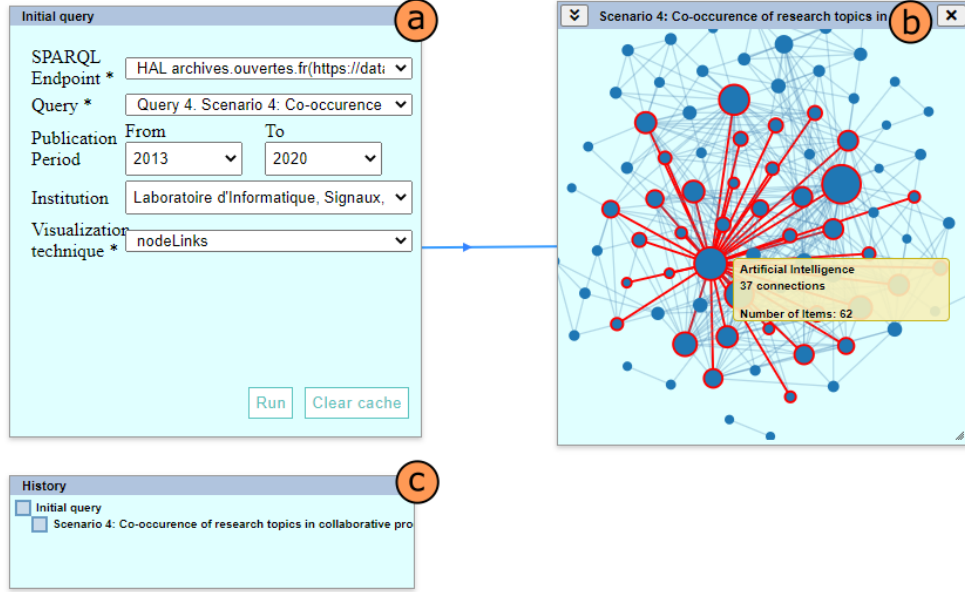 Initial query
a
SPARQL
Endpoint *
HAL archives.ouvertes.fr(https://data
Query *
Query 4. Scenario 4: Co-occurence
Publication
Period
From
To
2013
2020
Institution
Laboratoire d'Informatique, Signaux,
Visualization
technique *
nodeLinks
Run
Clear cache
Scenario 4: Co-occurence of research topics in
b
Artificial Intelligence
37 connections
Number of Items: 62
History
c
Initial query
Scenario 4: Co-occurence of research topics in collaborative pro